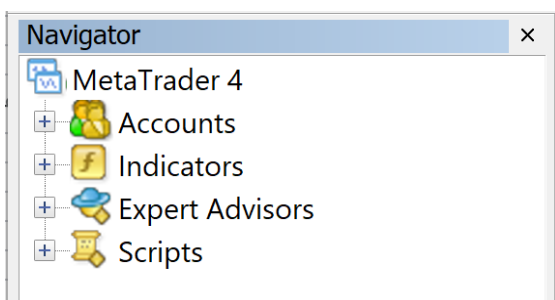 Navigator
MetaTrader 4
Accounts
Indicators
Expert Advisors
Scripts